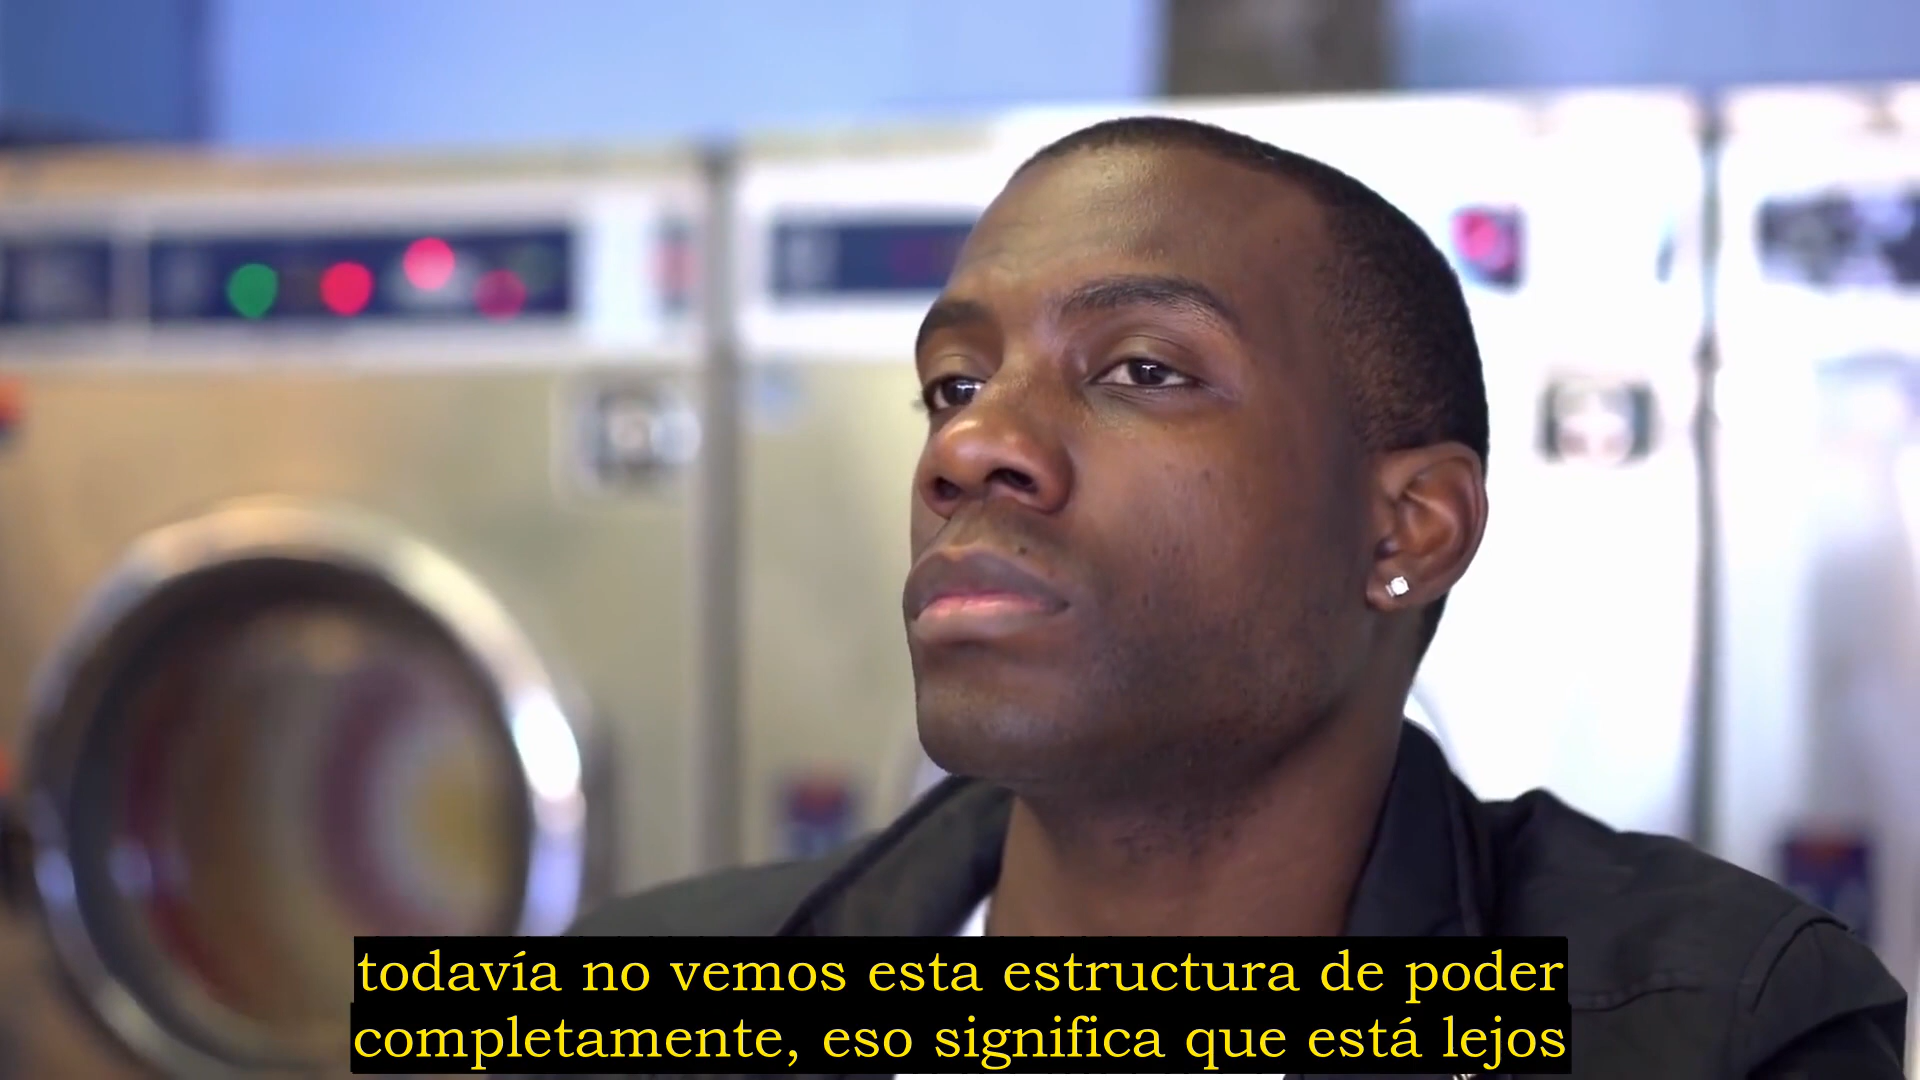 todavía no vemos esta estructura de poder
completamente, eso significa que está lejos